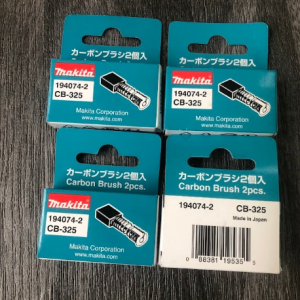 カーボンブラシ2個入
makita
194074-2
CB-325
Makita Corporation
www.makita.com
カーボンブラシ2個入
makita
194074-2
CB-325
Makita Corporation
www.makita.com
カーボンブラシ2個入
Carbon Brush 2pcs.
makita
194074-2
CB-325
Makita Corporation
www.makita.com
カーボンブラシ2個入
Carbon Brush 2pcs.
194074-2 CB-325
Made in Japan
0 88381 19535 5